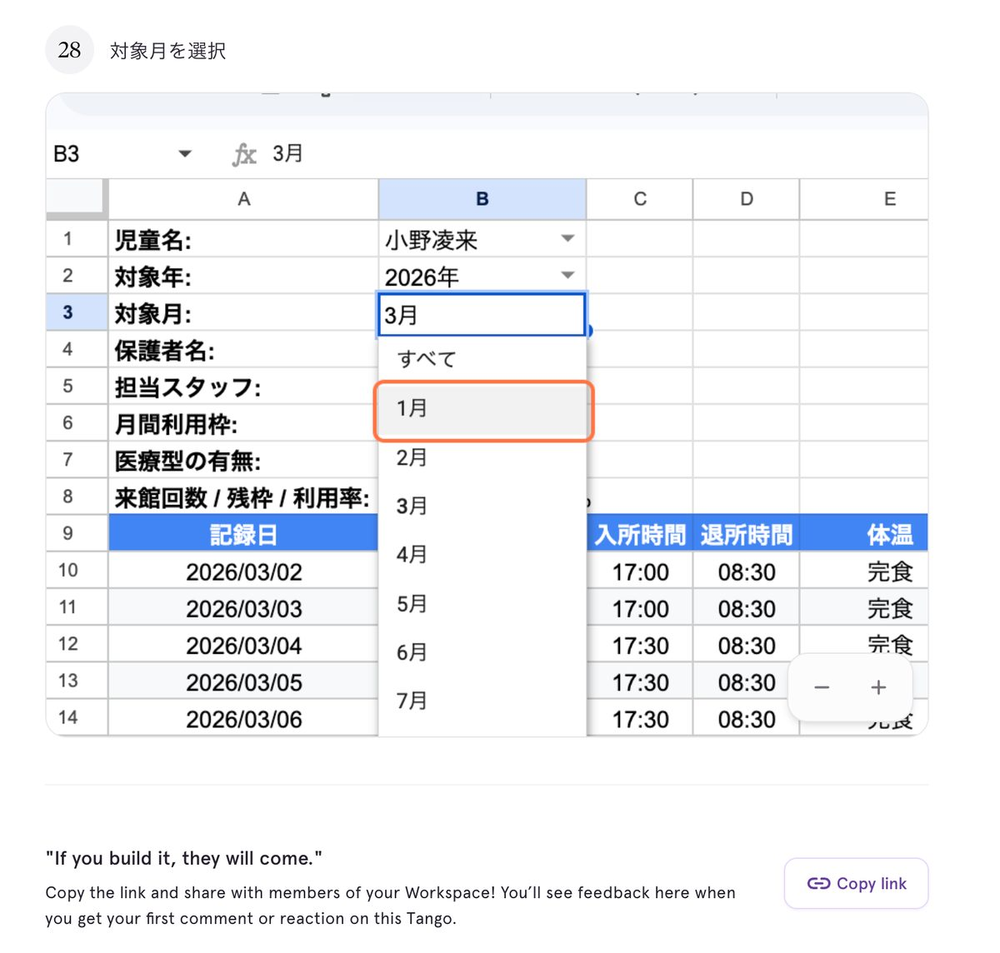 28 対象月を選択
B3 fx 3月
A B C D E
1 児童名: 小野凌来
2 対象年: 2026年
3 対象月: 3月
4 保護者名: すべて
5 担当スタッフ: 1月
6 月間利用枠:
7 医療型の有無: 2月
8 来館回数 / 残枠 / 利用率: 3月
9 記録日 入所時間 退所時間 体温
4月
10 2026/03/02 17:00 08:30 完食
11 2026/03/03 5月 17:00 08:30 完食
12 2026/03/04 6月 17:30 08:30 完食
13 2026/03/05 17:30 08:30
7月
14 2026/03/06 17:30 08:30 完食
"If you build it, they will come."
Copy the link and share with members of your Workspace! You’ll see feedback here when
you get your first comment or reaction on this Tango.
Copy link